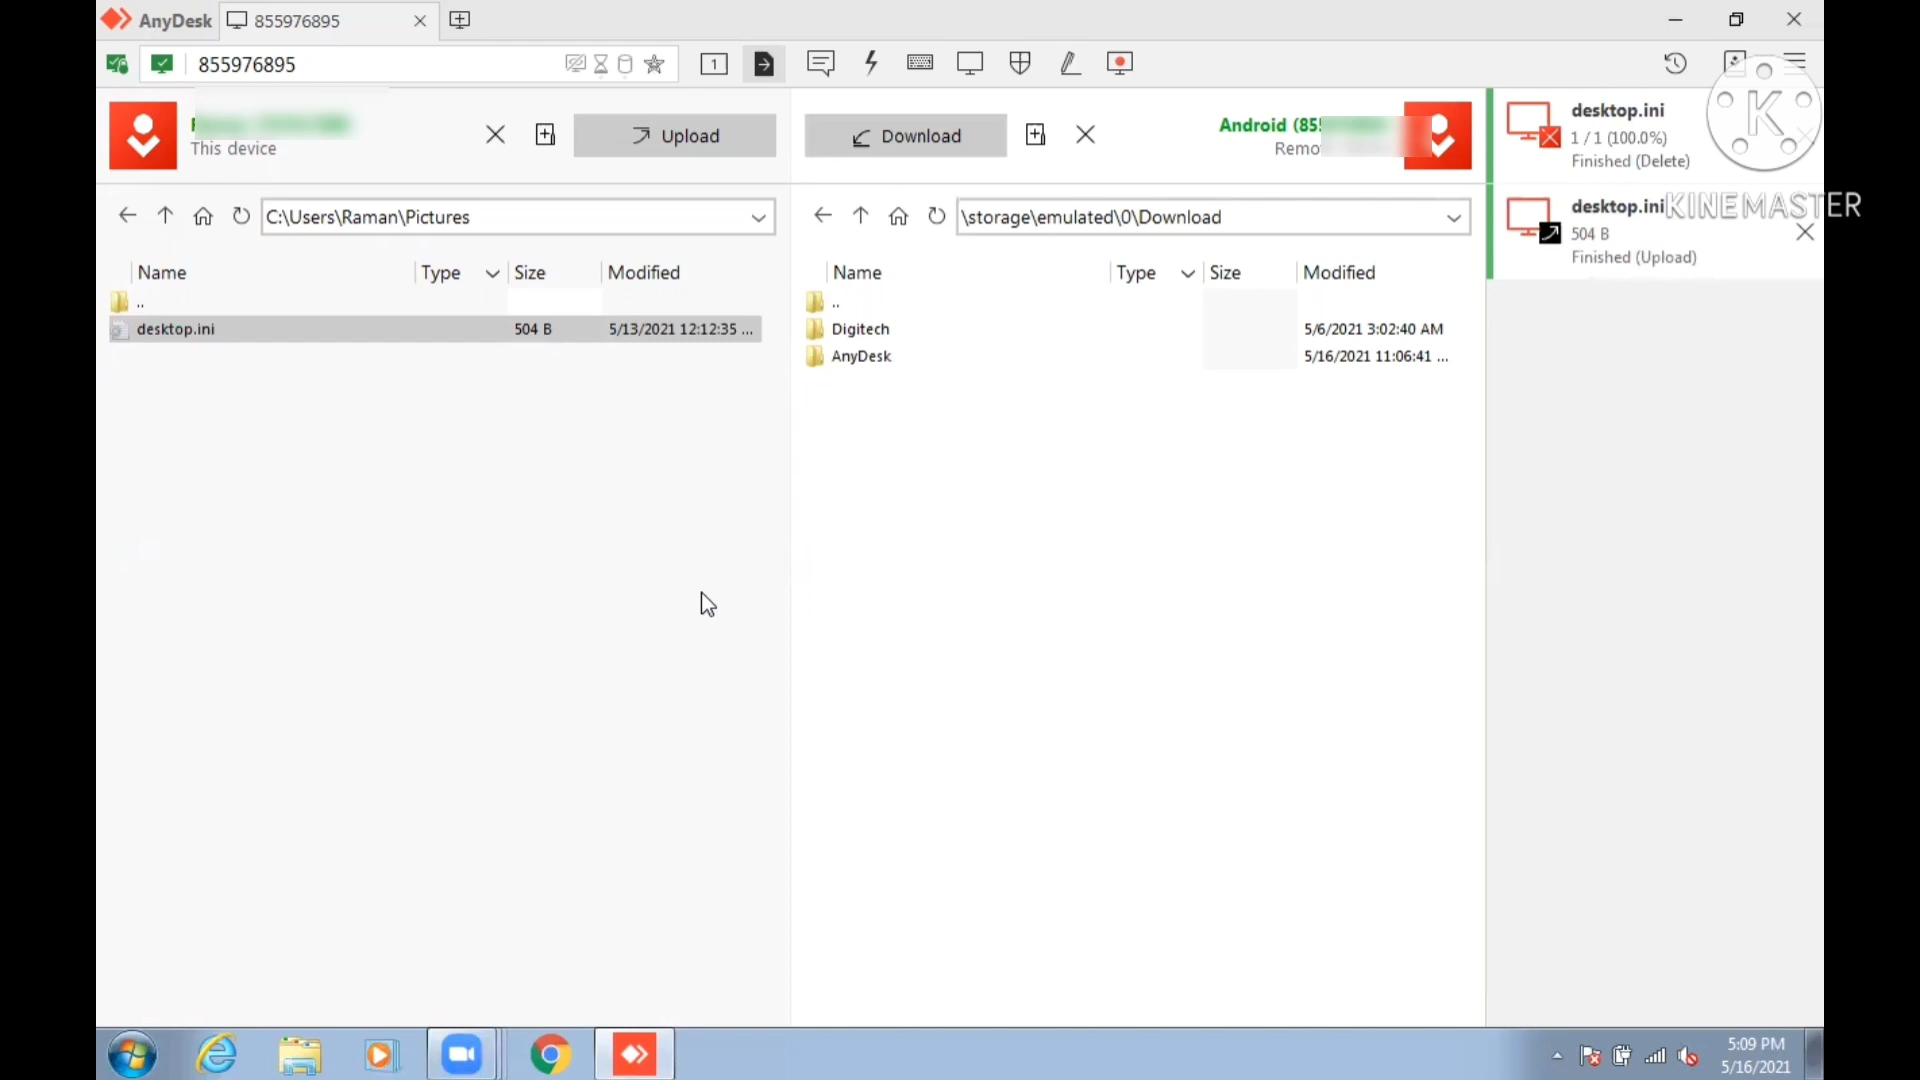 AnyDesk 855976895
855976895 1
This device Upload
Download Android (85
Remo
desktop.ini
1 / 1 (100.0%)
Finished (Delete)
K
KINEMASTER
desktop.ini
504 B
Finished (Upload)
C:\Users\Raman\Pictures
\storage\emulated\0\Download
Name Type Size Modified
Name Type Size Modified
..
desktop.ini 504 B 5/13/2021 12:12:35 ...
..
Digitech 5/6/2021 3:02:40 AM
AnyDesk 5/16/2021 11:06:41 ...
5:09 PM
5/16/2021